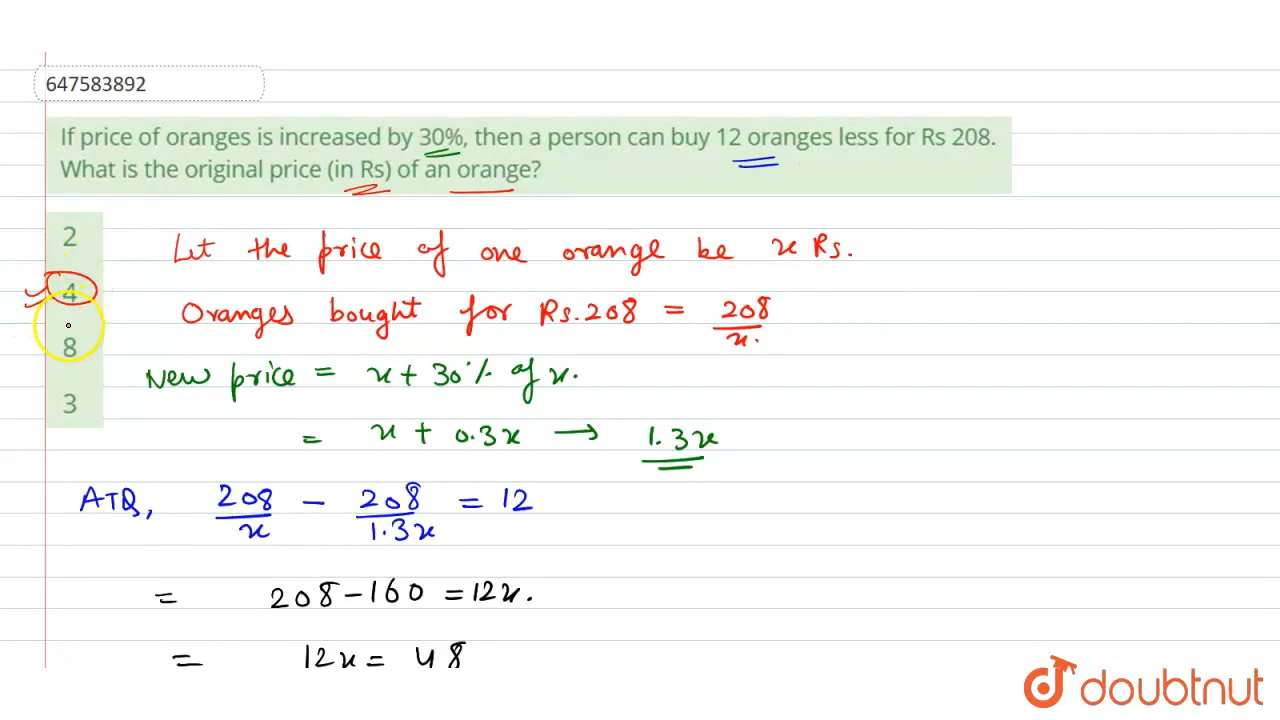 647583892
If price of oranges is increased by 30%, then a person can buy 12 oranges less for Rs 208.
What is the original price (in Rs) of an orange?
2
4
8
3
Let the price of one orange be x Rs.
Oranges bought for Rs.208 = 208/x.
New price = x + 30% of x.
= x + 0.3x → 1.3x
ATQ, 208/x - 208/1.3x = 12
= 208-160 = 12x.
= 12x = 48
doubtnut